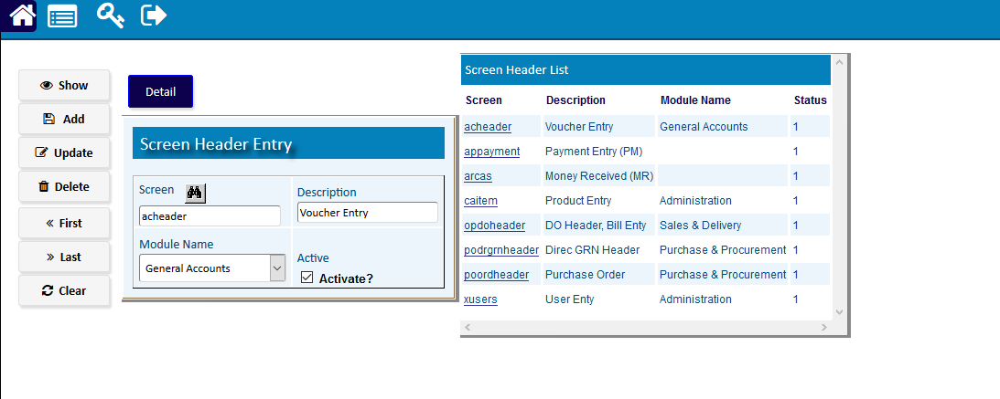 Show
Add
Update
Delete
« First
» Last
Clear
Detail
Screen Header Entry
Screen
Description
acheader
Voucher Entry
Module Name
Active
General Accounts
Activate?
Screen Header List
Screen Description Module Name Status
acheader Voucher Entry General Accounts 1
appayment Payment Entry (PM) 1
arcas Money Received (MR) 1
caitem Product Entry Administration 1
opdoheader DO Header, Bill Enty Sales & Delivery 1
podrgrnheader Direc GRN Header Purchase & Procurement 1
poordheader Purchase Order Purchase & Procurement 1
xusers User Enty Administration 1